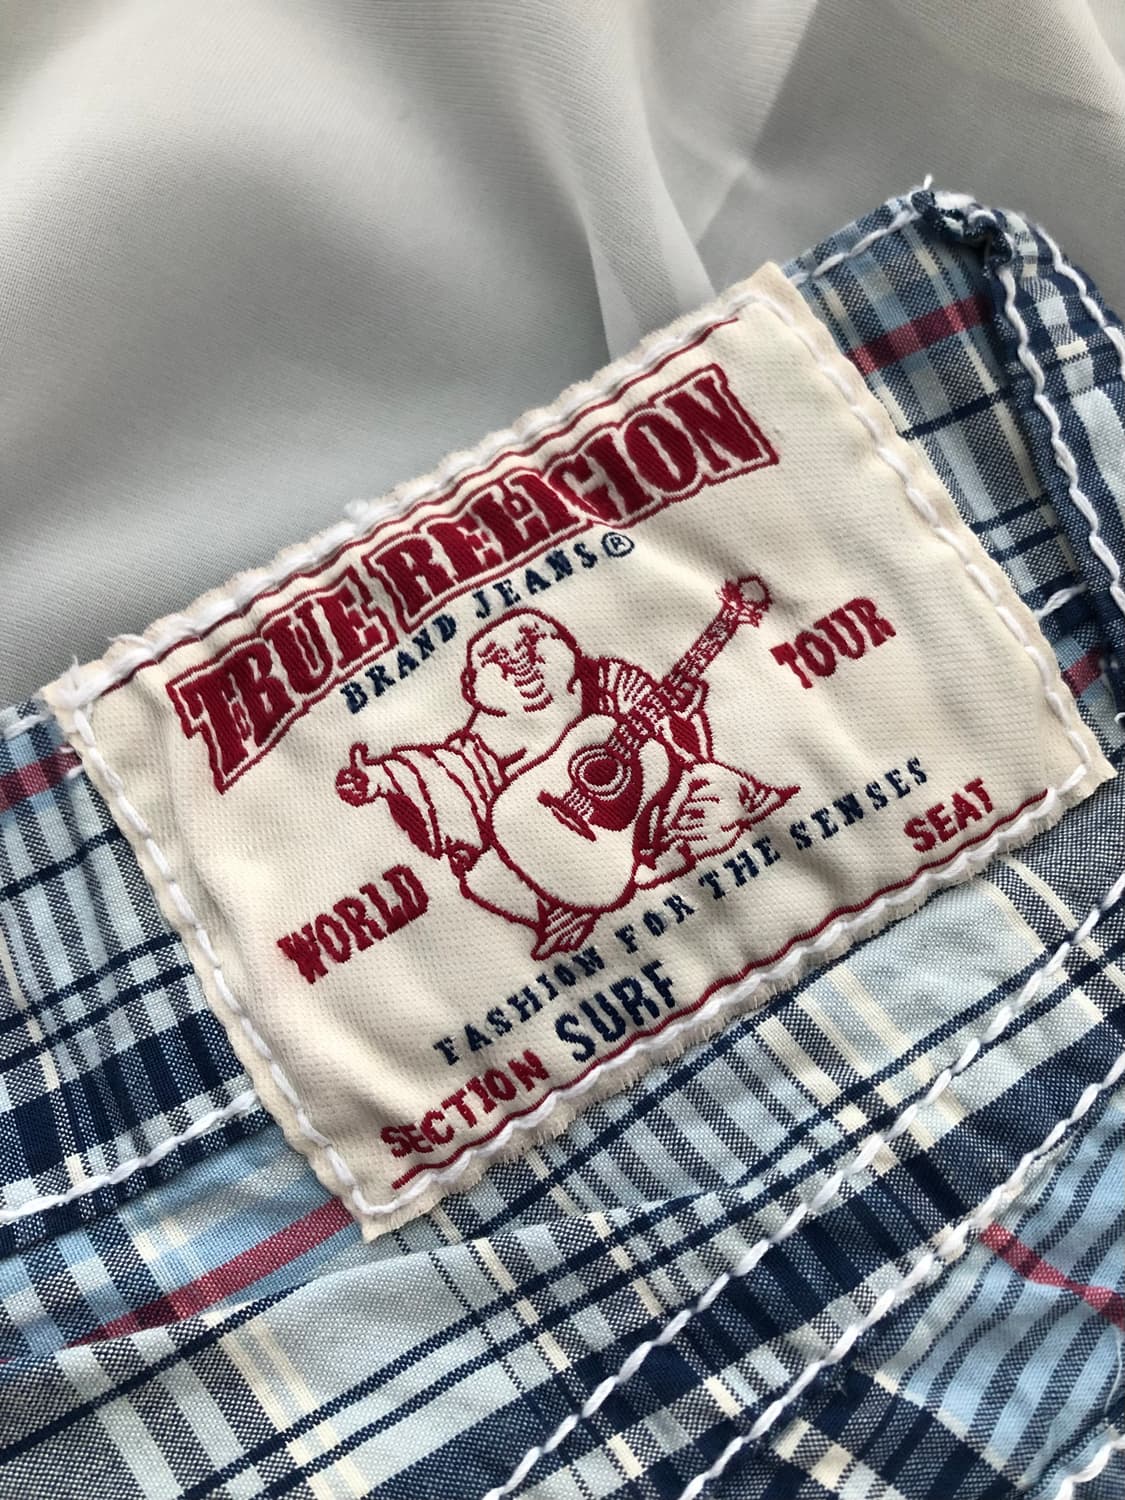 TRUE RELIGION
BRAND JEANS®
WORLD TOUR
FASHION FOR THE SENSES
SECTION SURF SEAT